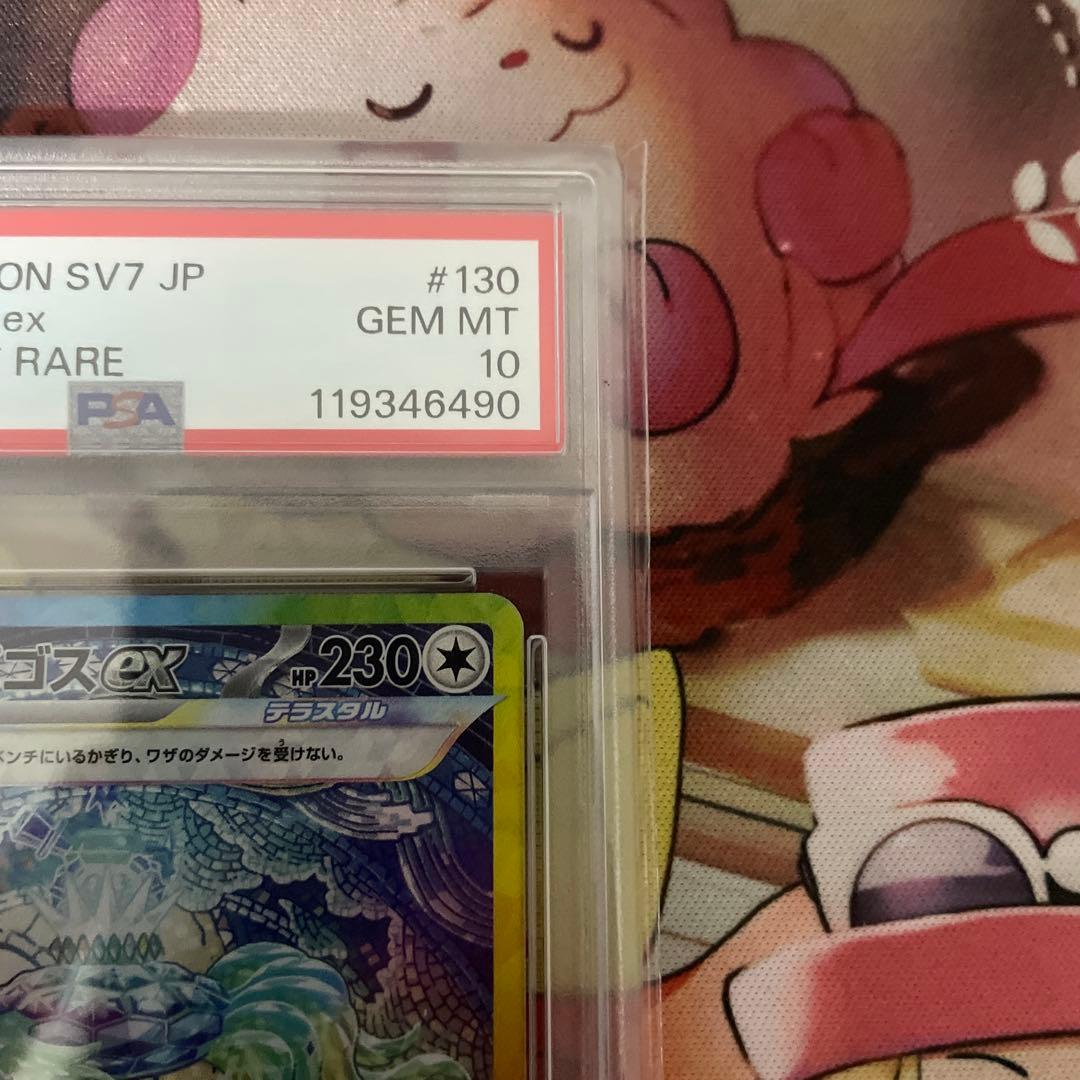 ON SV7 JP #130
ex GEM MT
RARE 10
PSA 119346490
ゴスex HP230
テラスタル
ベンチにいるかぎり、ワザのダメージを受けない。